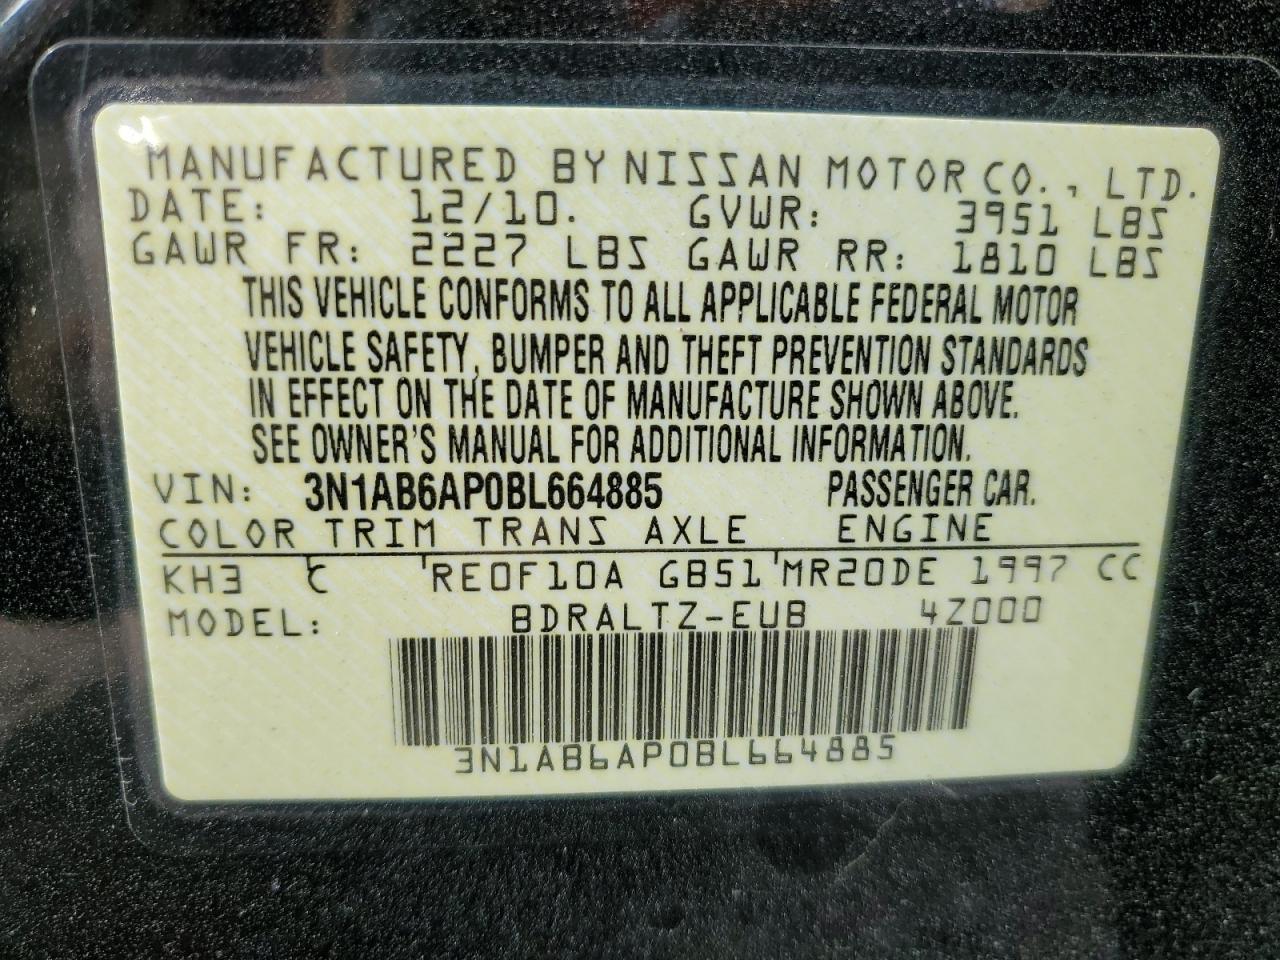 MANUFACTURED BY NISSAN MOTOR CO., LTD.
DATE: 12/10. GVWR: 3951 LBS
GAWR FR: 2227 LBS GAWR RR: 1810 LBS
THIS VEHICLE CONFORMS TO ALL APPLICABLE FEDERAL MOTOR
VEHICLE SAFETY, BUMPER AND THEFT PREVENTION STANDARDS
IN EFFECT ON THE DATE OF MANUFACTURE SHOWN ABOVE.
SEE OWNER'S MANUAL FOR ADDITIONAL INFORMATION.
VIN: 3N1AB6AP0BL664885 PASSENGER CAR.
COLOR TRIM TRANS AXLE ENGINE
KH3 C RE0F10A GB51 MR20DE 1997 CC
MODEL: BDRALTZ-EUB 4Z000
3N1AB6AP0BL664885